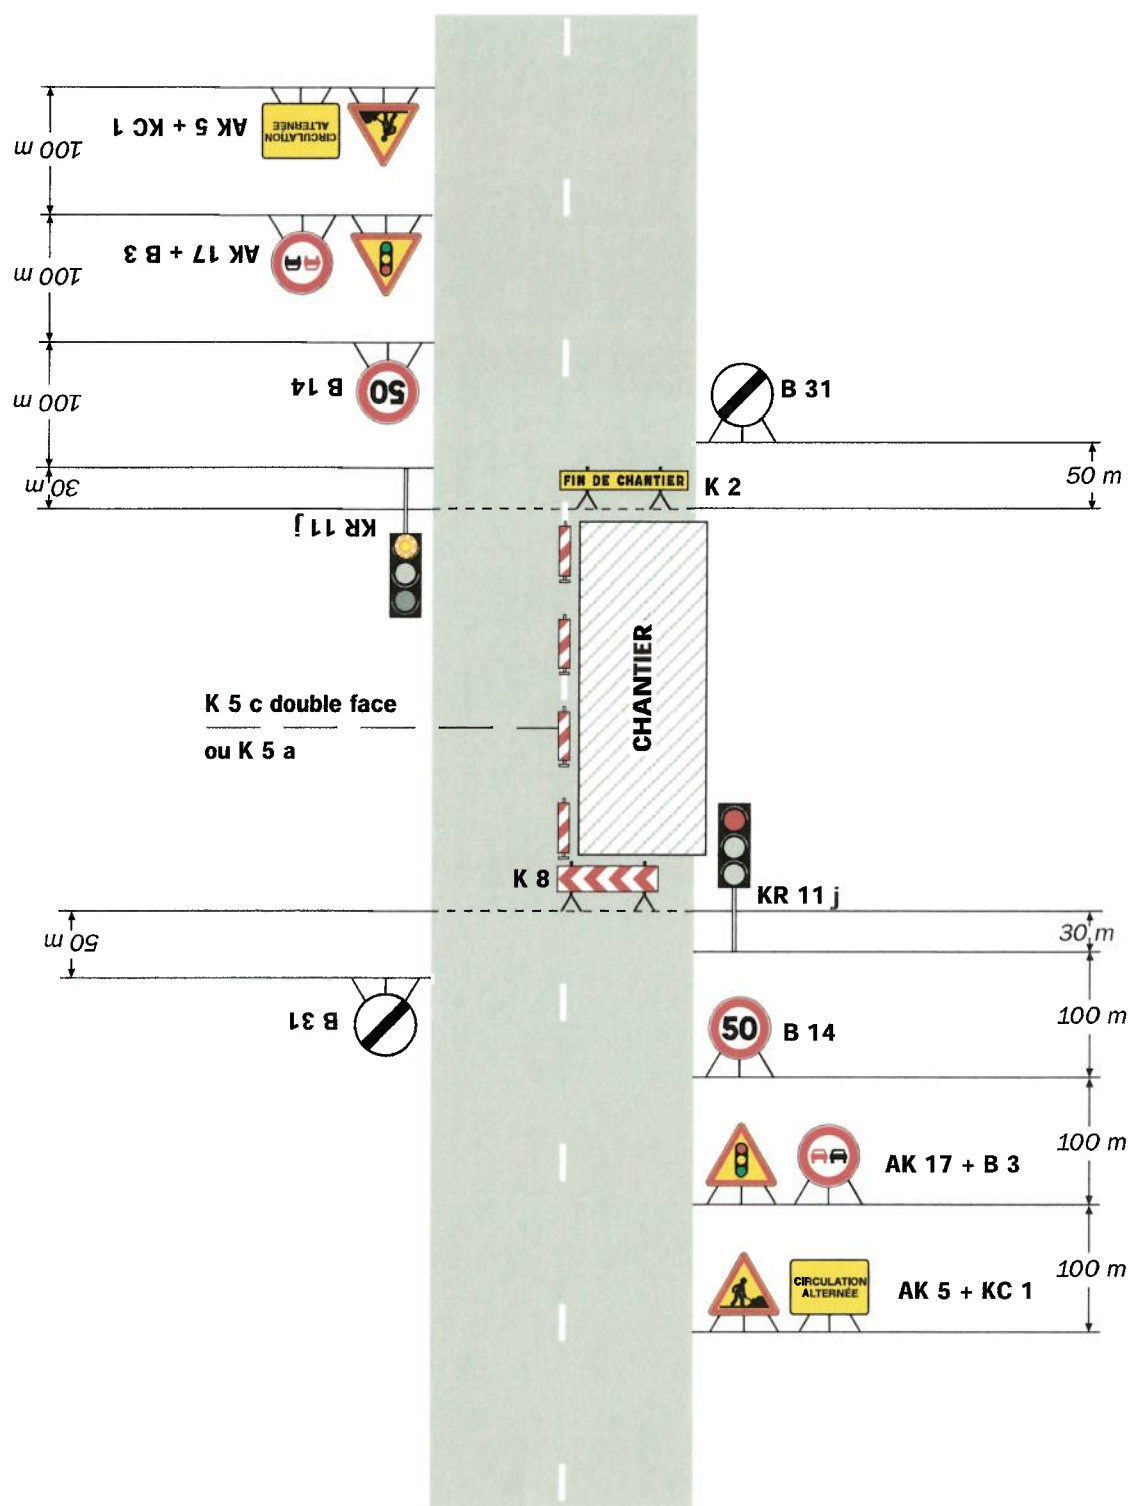 AK 5 + KC 1
CIRCULATION
ALTERNÉE
100 m
AK 17 + B 3
100 m
B 14
50
100 m
B 31
30 m
KR 11 j
FIN DE CHANTIER
K 2
50 m
CHANTIER
K 5 c double face
ou K 5 a
K 8
KR 11 j
50 m
30 m
B 31
50
B 14
100 m
AK 17 + B 3
100 m
CIRCULATION
ALTERNÉE
AK 5 + KC 1
100 m